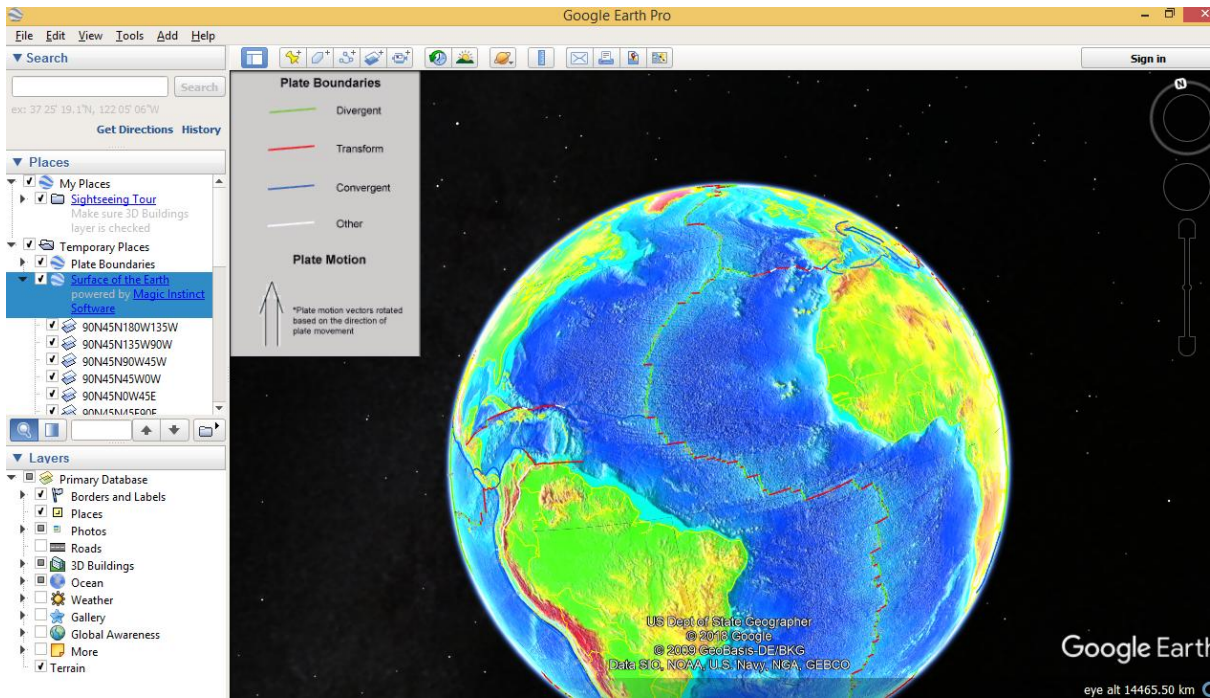 Google Earth Pro
File Edit View Tools Add Help
Search
Search
ex: 37 25' 19.1"N, 122 05' 06"W
Get Directions History
Places
My Places
Sightseeing Tour
Make sure 3D Buildings
layer is checked
Temporary Places
Plate Boundaries
Surface of the Earth
powered by Magic Instinct
Software
90N45N180W135W
90N45N135W90W
90N45N90W45W
90N45N45W0W
90N45N0W45E
90N45N45E90E
Layers
Primary Database
Borders and Labels
Places
Photos
Roads
3D Buildings
Ocean
Weather
Gallery
Global Awareness
More
Terrain
Sign in
Plate Boundaries
Divergent
Transform
Convergent
Other
Plate Motion
*Plate motion vectors rotated
based on the direction of
plate movement
N
US Dept of State Geographer
© 2018 Google
© 2009 GeoBasis-DE/BKG
Data SIO, NOAA, U.S. Navy, NGA, GEBCO
Google Earth
eye alt 14465.50 km